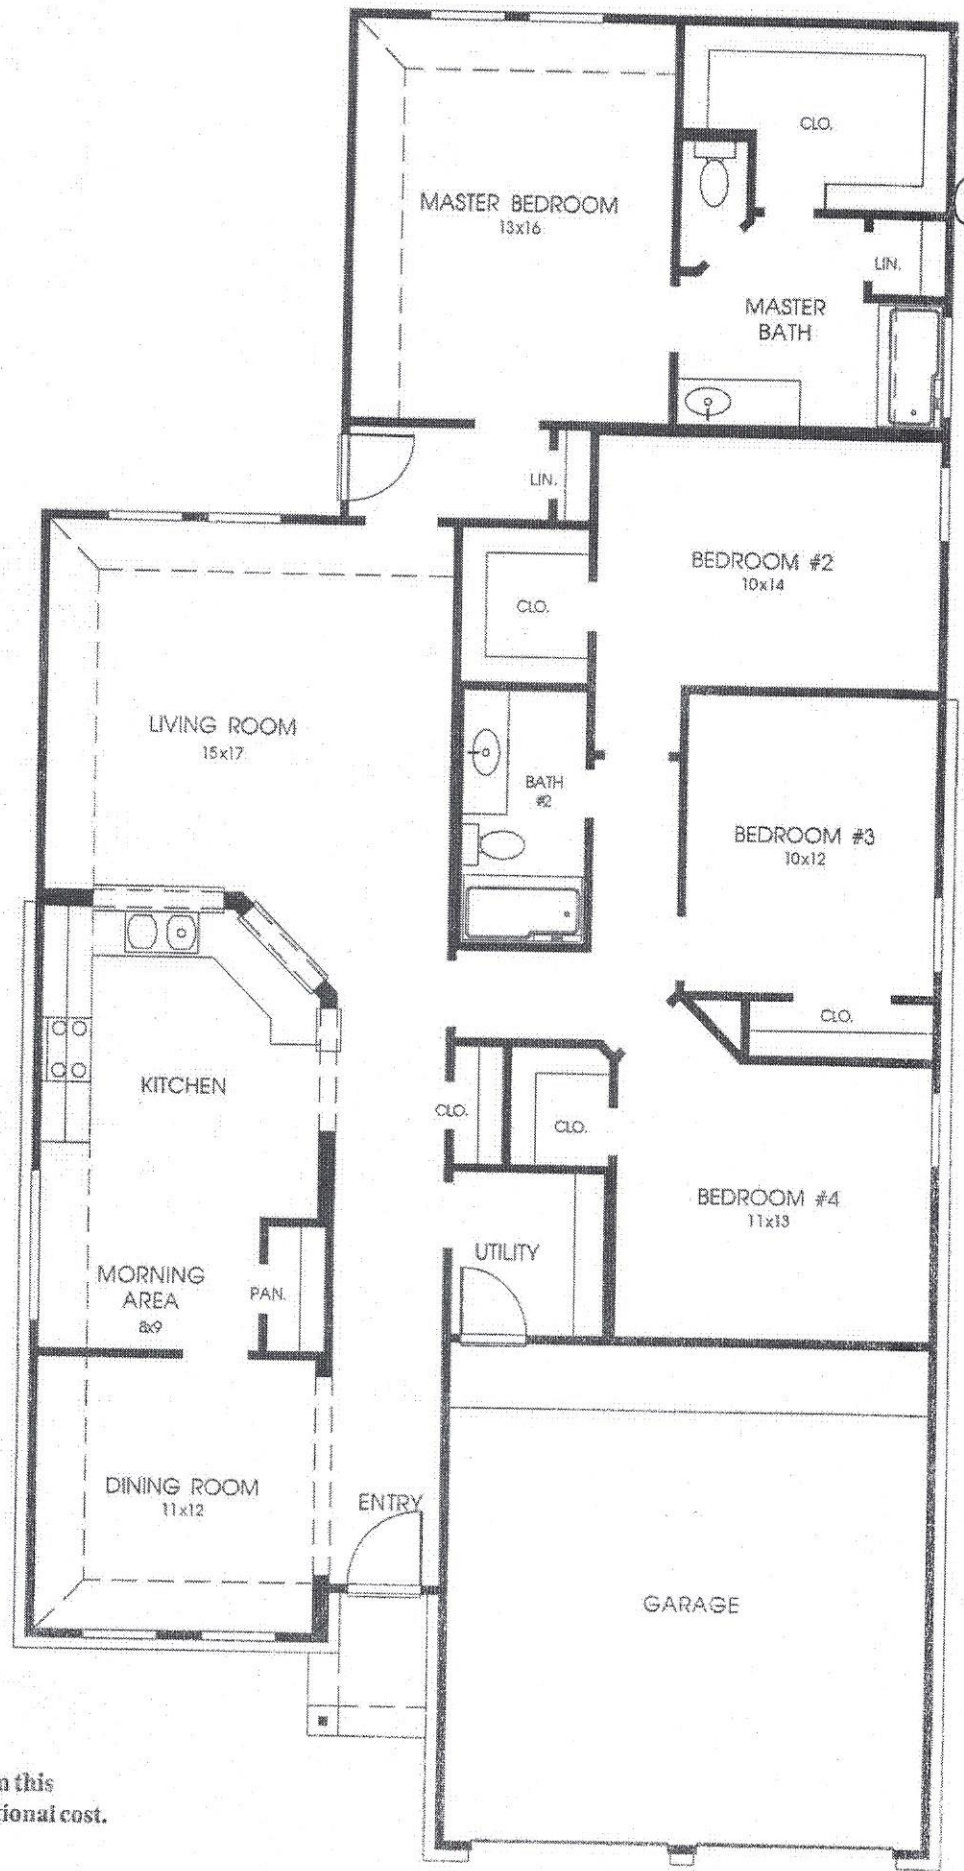 CLO.
MASTER BEDROOM
13x16
LIN.
MASTER
BATH
LIN.
BEDROOM #2
10x14
CLO.
LIVING ROOM
15x17
BATH
#2
BEDROOM #3
10x12
CLO.
KITCHEN
CLO.
CLO.
BEDROOM #4
11x13
UTILITY
MORNING
AREA
8x9
PAN.
DINING ROOM
11x12
ENTRY
GARAGE
this
cost.